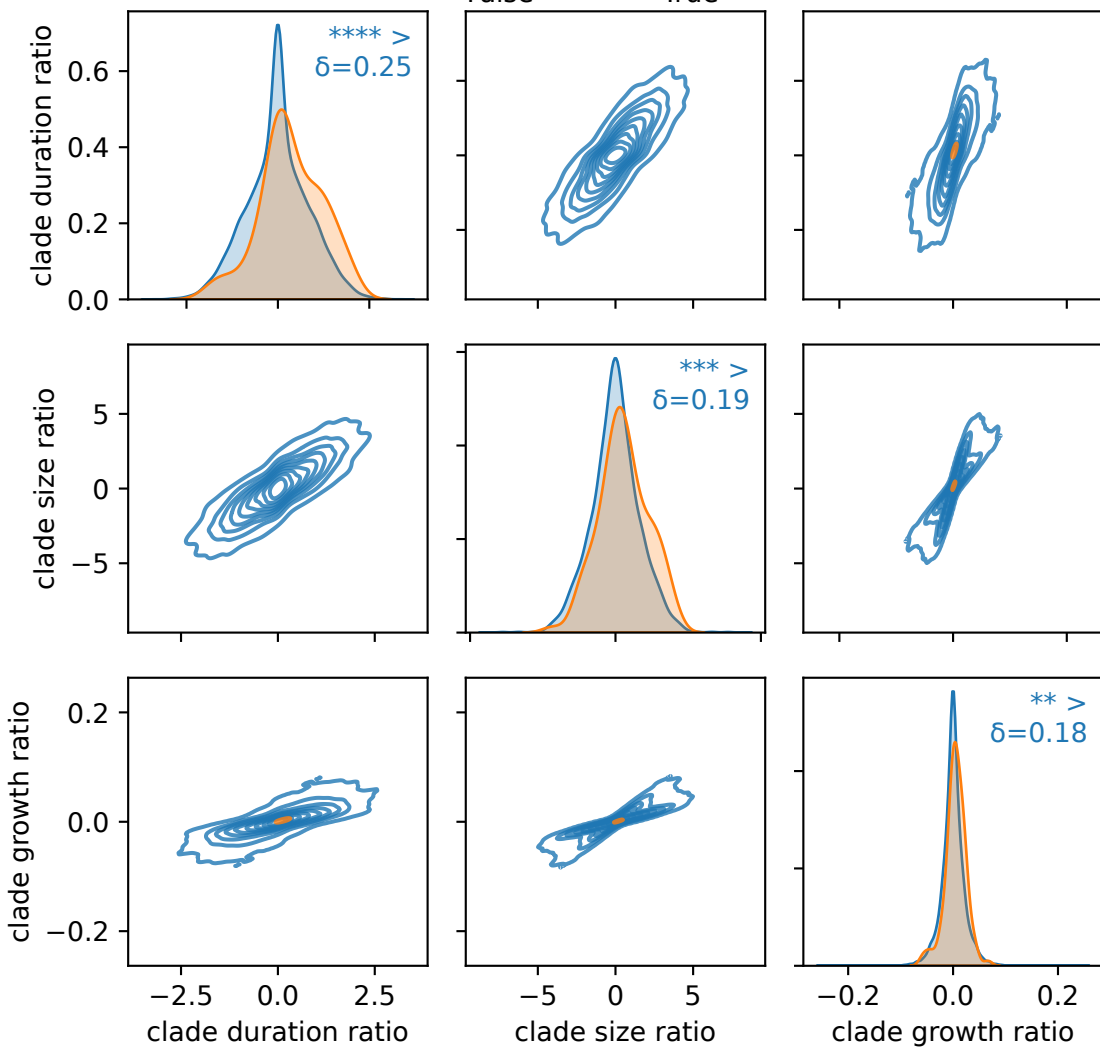 **** >
δ=0.25
clade duration ratio
0.6
0.4
0.2
0.0
*** >
δ=0.19
clade size ratio
5
0
−5
** >
δ=0.18
clade growth ratio
0.2
0.0
−0.2
−2.5 0.0 2.5
−5 0 5
−0.2 0.0 0.2
clade duration ratio
clade size ratio
clade growth ratio